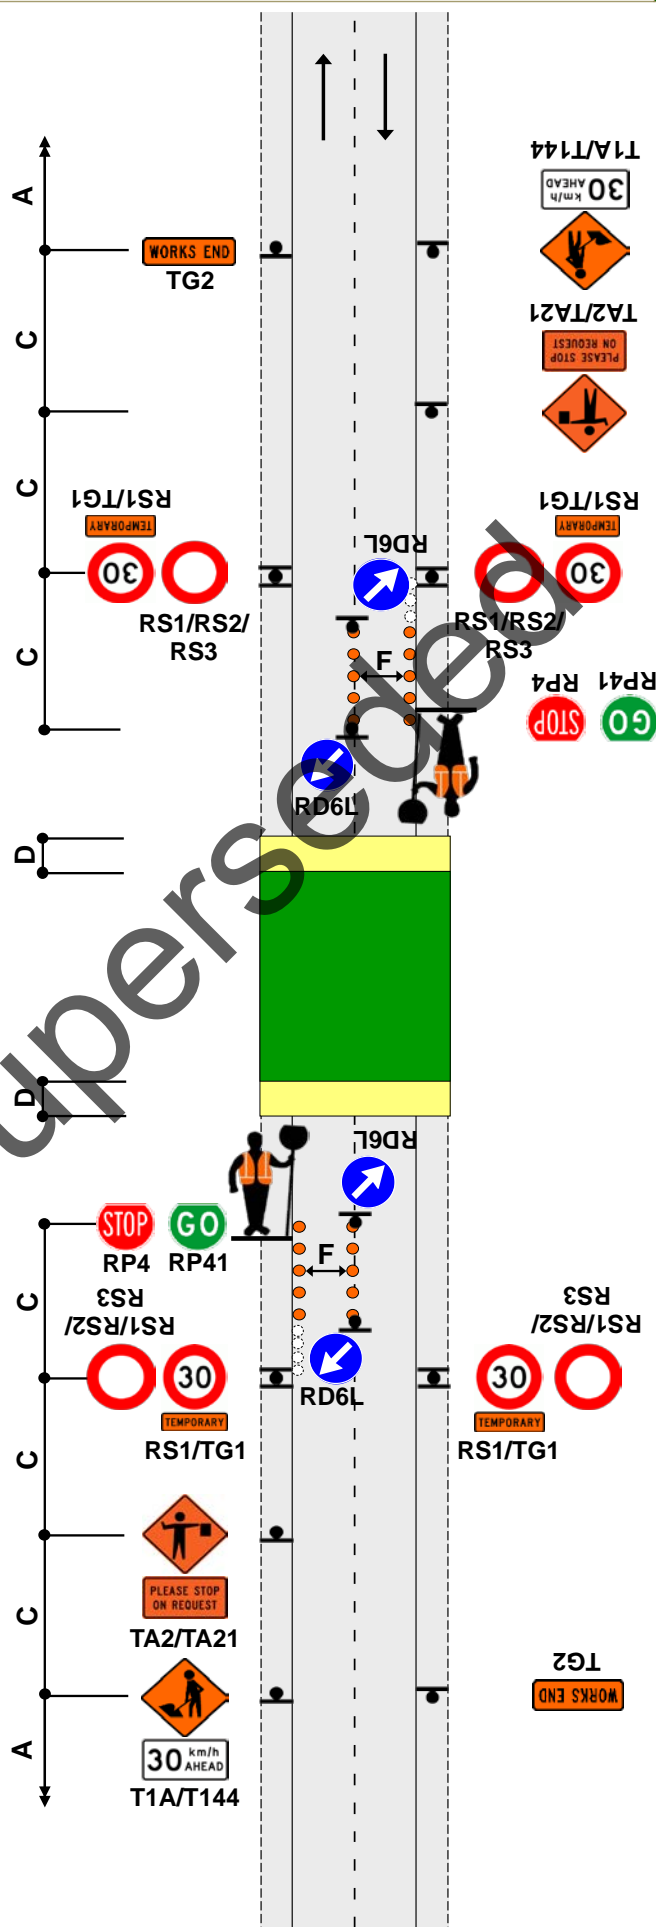 A
T1A/T144
30 km/h AHEAD
WORKS END
TG2
C
TA2/TA21
PLEASE STOP
ON REQUEST
C
RS1/TG1
TEMPORARY
30
RS1/RS2/
RS3
RD6L
RS1/TG1
TEMPORARY
30
RS1/RS2/
RS3
C
F
RP4
STOP
RP41
GO
RD6L
D
uperseded
D
RD6L
STOP
RP4
GO
RP41
F
C
RS1/RS2/
RS3
30
TEMPORARY
RS1/TG1
RD6L
30
TEMPORARY
RS1/TG1
RS1/RS2/
RS3
C
PLEASE STOP
ON REQUEST
TA2/TA21
C
TG2
WORKS END
A
30 km/h AHEAD
T1A/T144